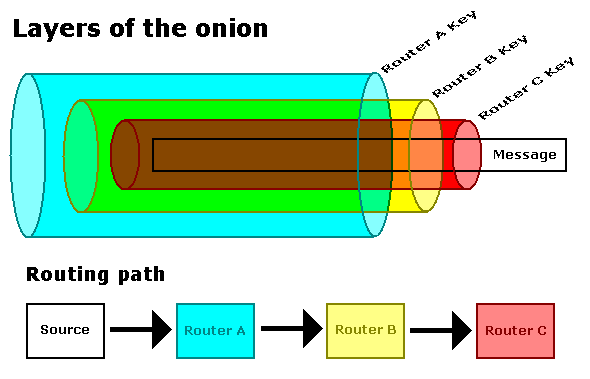 Layers of the onion
Router A Key
Router B Key
Router C Key
Message
Routing path
Source
Router A
Router B
Router C